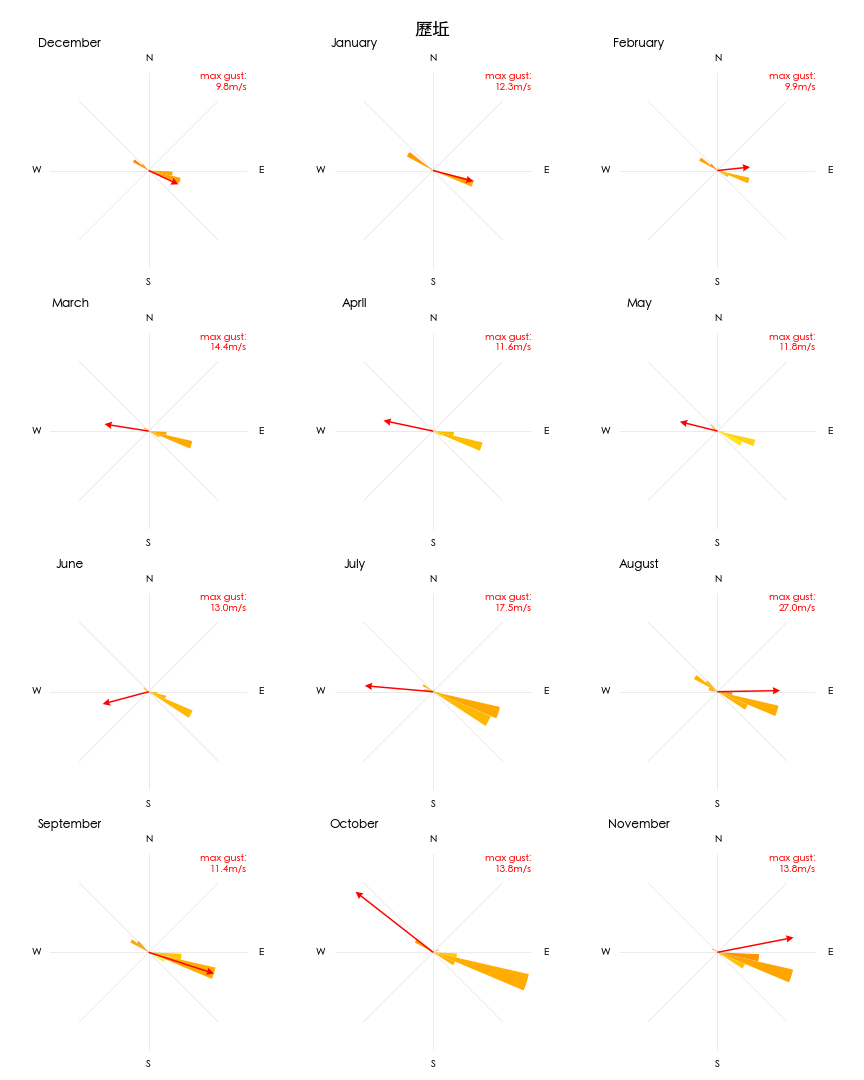 歷坵
December
N
max gust:
9.8m/s
W
E
S
January
N
max gust:
12.3m/s
W
E
S
February
N
max gust:
9.9m/s
W
E
S
March
N
max gust:
14.4m/s
W
E
S
April
N
max gust:
11.6m/s
W
E
S
May
N
max gust:
11.8m/s
W
E
S
June
N
max gust:
13.0m/s
W
E
S
July
N
max gust:
17.5m/s
W
E
S
August
N
max gust:
27.0m/s
W
E
S
September
N
max gust:
11.4m/s
W
E
S
October
N
max gust:
13.8m/s
W
E
S
November
N
max gust:
13.8m/s
W
E
S